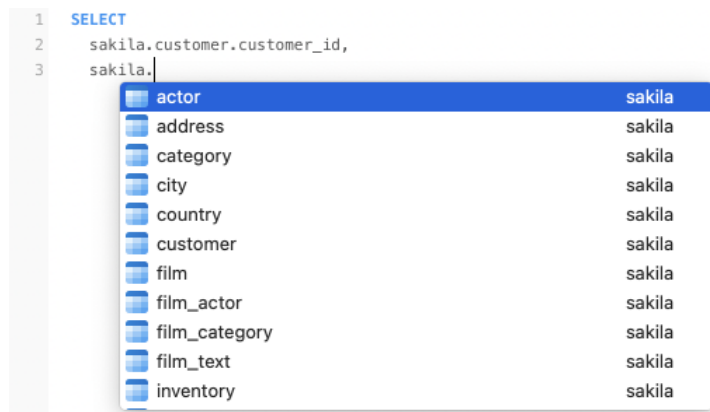 1 SELECT
2 sakila.customer.customer_id,
3 sakila.
actor sakila
address sakila
category sakila
city sakila
country sakila
customer sakila
film sakila
film_actor sakila
film_category sakila
film_text sakila
inventory sakila